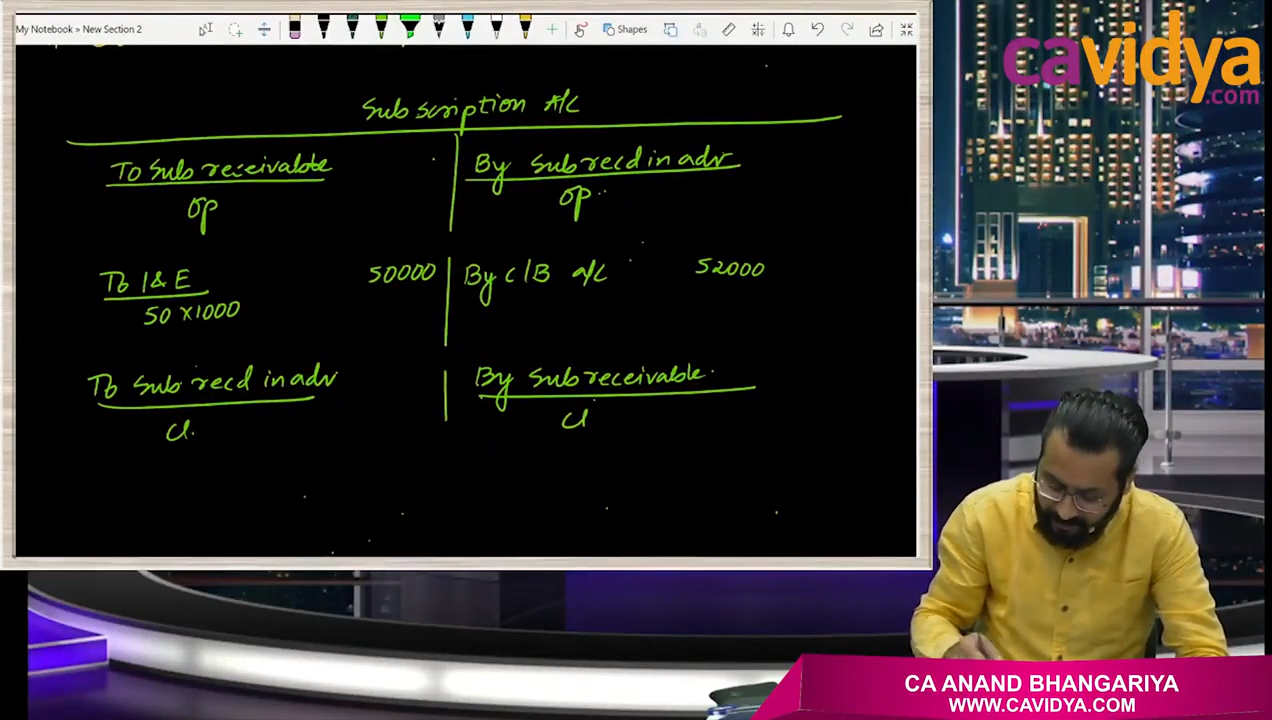 My Notebook » New Section 2
Shapes
cavidya
.com
Subscription A/C
To Sub receivable
By Sub recd in adv
op
op
To I & E
50000
By C/B a/c
52000
50 x 1000
To Sub recd in adv
By Sub receivable
cl.
cl
CA ANAND BHANGARIYA
WWW.CAVIDYA.COM